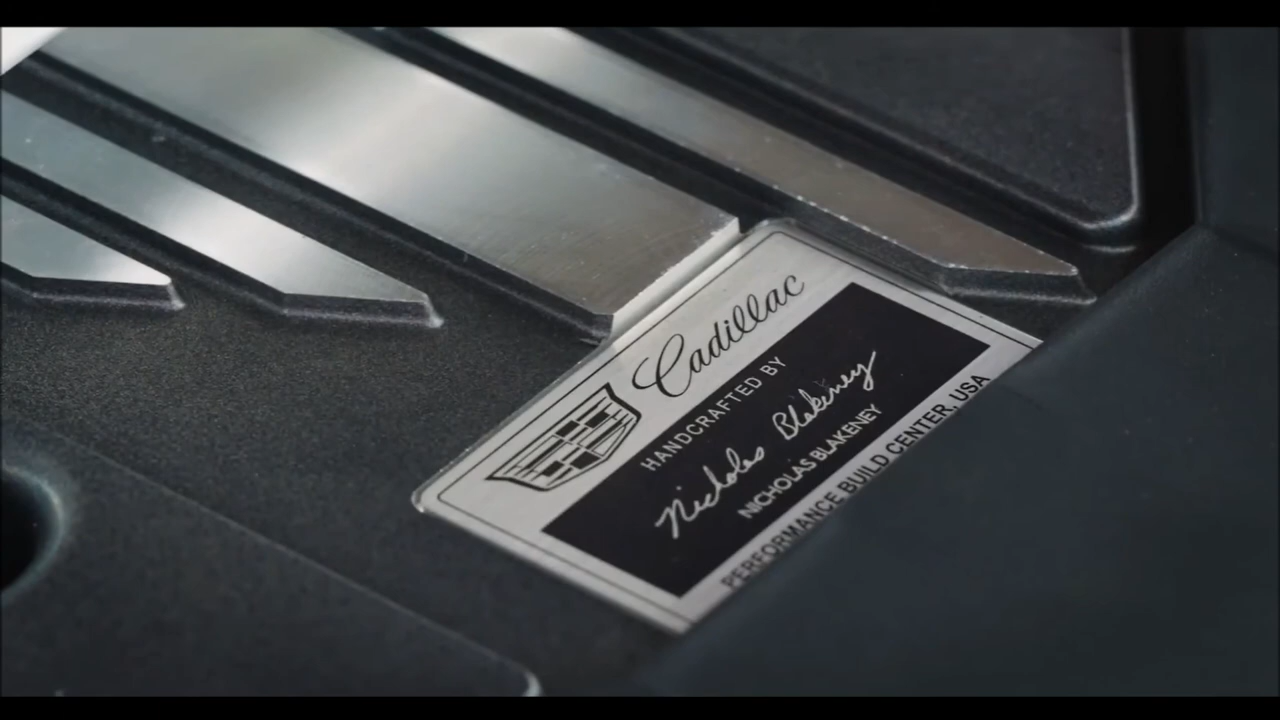 Cadillac
HANDCRAFTED BY
Nicholas Blakeney
NICHOLAS BLAKENEY
PERFORMANCE BUILD CENTER, USA